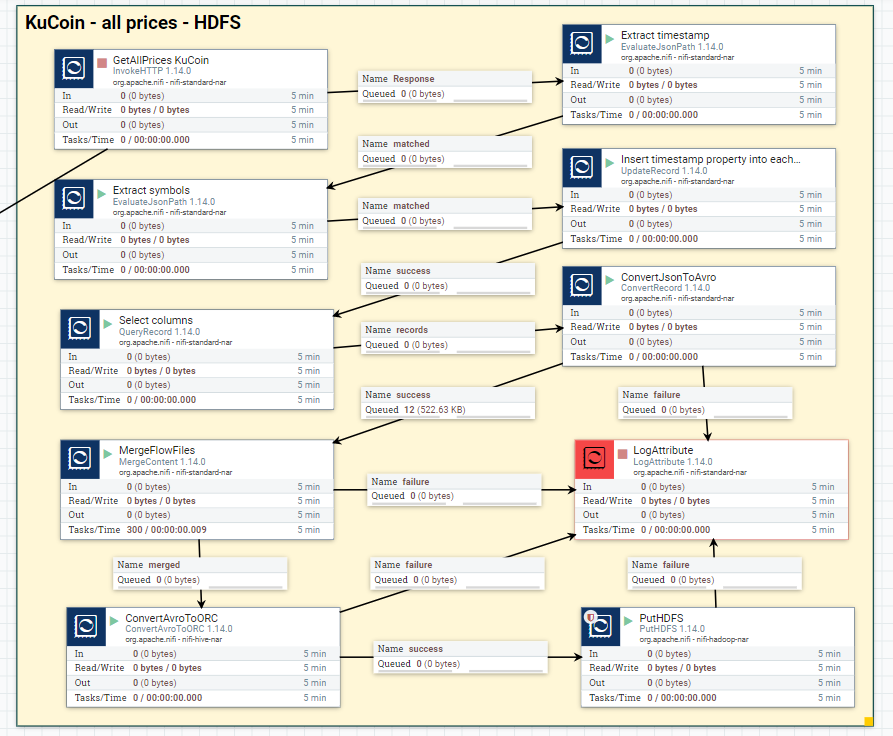 KuCoin - all prices - HDFS
GetAllPrices KuCoin
InvokeHTTP 1.14.0
org.apache.nifi - nifi-standard-nar
In 0 (0 bytes) 5 min
Read/Write 0 bytes / 0 bytes 5 min
Out 0 (0 bytes) 5 min
Tasks/Time 0 / 00:00:00.000 5 min
Name Response
Queued 0 (0 bytes)
Extract timestamp
EvaluateJsonPath 1.14.0
org.apache.nifi - nifi-standard-nar
In 0 (0 bytes) 5 min
Read/Write 0 bytes / 0 bytes 5 min
Out 0 (0 bytes) 5 min
Tasks/Time 0 / 00:00:00.000 5 min
Name matched
Queued 0 (0 bytes)
Extract symbols
EvaluateJsonPath 1.14.0
org.apache.nifi - nifi-standard-nar
In 0 (0 bytes) 5 min
Read/Write 0 bytes / 0 bytes 5 min
Out 0 (0 bytes) 5 min
Tasks/Time 0 / 00:00:00.000 5 min
Name matched
Queued 0 (0 bytes)
Insert timestamp property into each...
UpdateRecord 1.14.0
org.apache.nifi - nifi-standard-nar
In 0 (0 bytes) 5 min
Read/Write 0 bytes / 0 bytes 5 min
Out 0 (0 bytes) 5 min
Tasks/Time 0 / 00:00:00.000 5 min
Name success
Queued 0 (0 bytes)
Select columns
QueryRecord 1.14.0
org.apache.nifi - nifi-standard-nar
In 0 (0 bytes) 5 min
Read/Write 0 bytes / 0 bytes 5 min
Out 0 (0 bytes) 5 min
Tasks/Time 0 / 00:00:00.000 5 min
Name records
Queued 0 (0 bytes)
ConvertJsonToAvro
ConvertRecord 1.14.0
org.apache.nifi - nifi-standard-nar
In 0 (0 bytes) 5 min
Read/Write 0 bytes / 0 bytes 5 min
Out 0 (0 bytes) 5 min
Tasks/Time 0 / 00:00:00.000 5 min
Name success
Queued 12 (522.63 KB)
Name failure
Queued 0 (0 bytes)
MergeFlowFiles
MergeContent 1.14.0
org.apache.nifi - nifi-standard-nar
In 0 (0 bytes) 5 min
Read/Write 0 bytes / 0 bytes 5 min
Out 0 (0 bytes) 5 min
Tasks/Time 300 / 00:00:00.009 5 min
Name failure
Queued 0 (0 bytes)
LogAttribute
LogAttribute 1.14.0
org.apache.nifi - nifi-standard-nar
In 0 (0 bytes) 5 min
Read/Write 0 bytes / 0 bytes 5 min
Out 0 (0 bytes) 5 min
Tasks/Time 0 / 00:00:00.000 5 min
Name merged
Queued 0 (0 bytes)
Name failure
Queued 0 (0 bytes)
Name failure
Queued 0 (0 bytes)
ConvertAvroToORC
ConvertAvroToORC 1.14.0
org.apache.nifi - nifi-hive-nar
In 0 (0 bytes) 5 min
Read/Write 0 bytes / 0 bytes 5 min
Out 0 (0 bytes) 5 min
Tasks/Time 0 / 00:00:00.000 5 min
Name success
Queued 0 (0 bytes)
PutHDFS
PutHDFS 1.14.0
org.apache.nifi - nifi-hadoop-nar
In 0 (0 bytes) 5 min
Read/Write 0 bytes / 0 bytes 5 min
Out 0 (0 bytes) 5 min
Tasks/Time 0 / 00:00:00.000 5 min